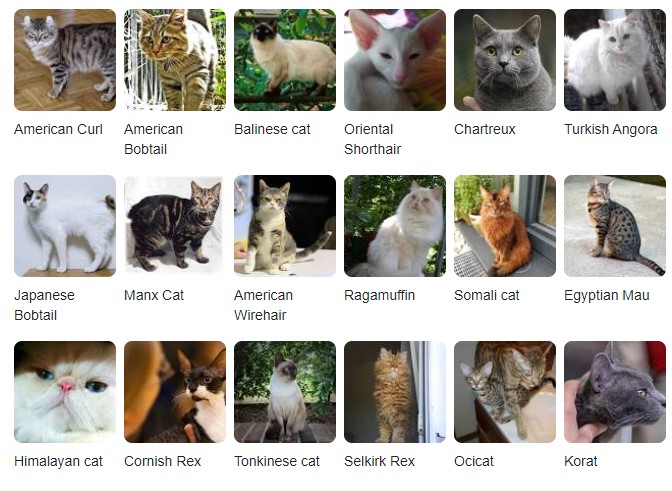 American Curl
American
Bobtail
Balinese cat
Oriental
Shorthair
Chartreux
Turkish Angora
Japanese
Bobtail
Manx Cat
American
Wirehair
Ragamuffin
Somali cat
Egyptian Mau
Himalayan cat
Cornish Rex
Tonkinese cat
Selkirk Rex
Ocicat
Korat